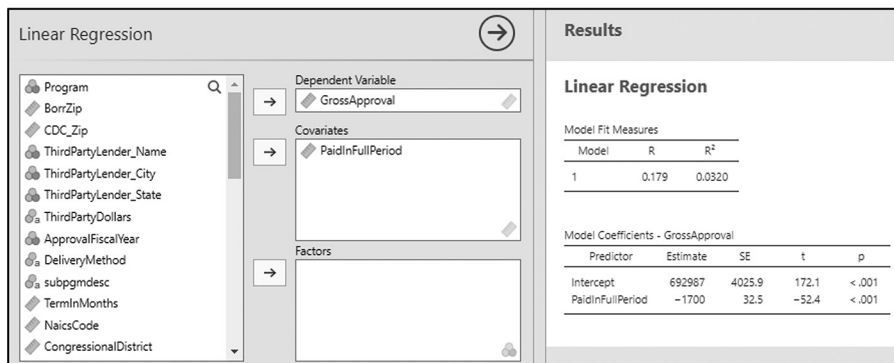 Linear Regression
Program
BorrZip
CDC_Zip
ThirdPartyLender_Name
ThirdPartyLender_City
ThirdPartyLender_State
ThirdPartyDollars
ApprovalFiscalYear
DeliveryMethod
subpgmdesc
TermInMonths
NaicsCode
CongressionalDistrict
Dependent Variable
GrossApproval
Covariates
PaidInFullPeriod
Factors
Results
Linear Regression
Model Fit Measures
Model R R²
1 0.179 0.0320
Model Coefficients - GrossApproval
Predictor Estimate SE t p
Intercept 692987 4025.9 172.1 < .001
PaidInFullPeriod −1700 32.5 −52.4 < .001